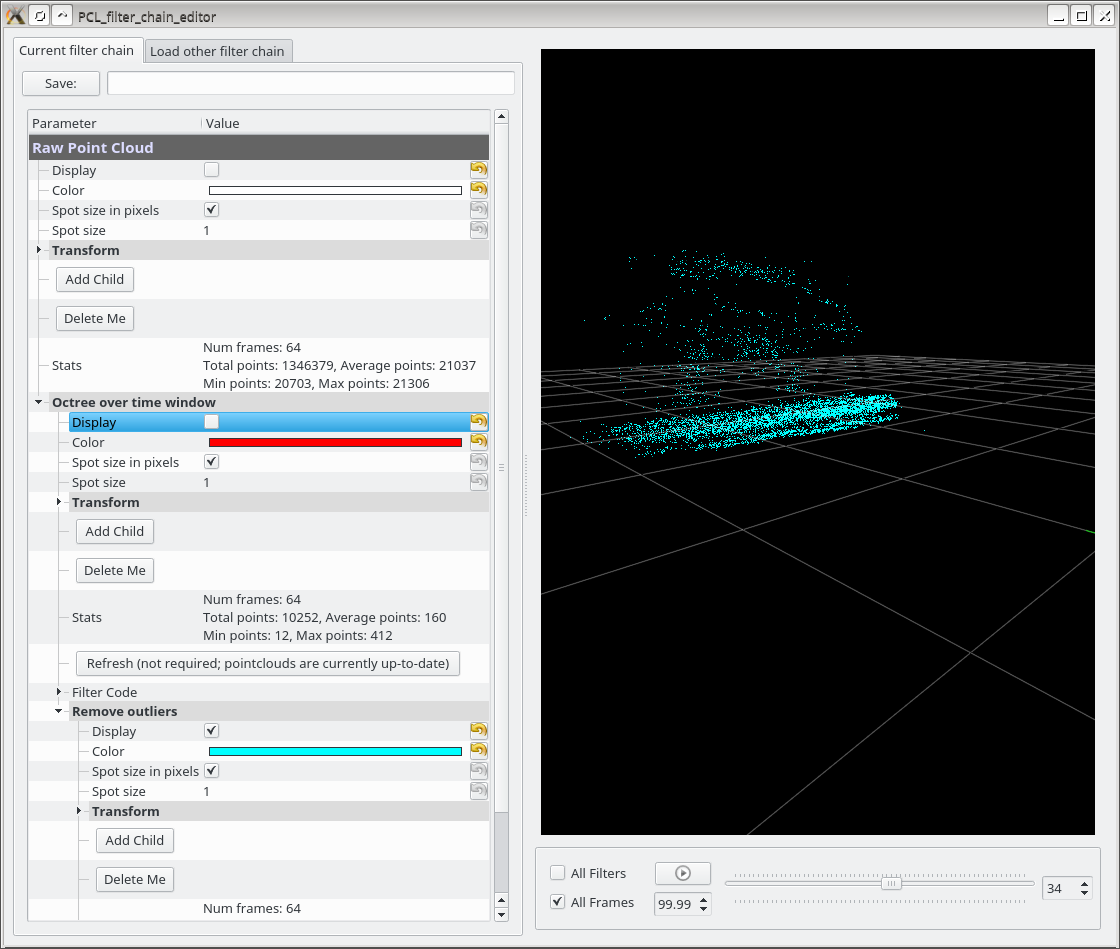 PCL_filter_chain_editor
Current filter chain
Load other filter chain
Save:
Parameter
Value
Raw Point Cloud
Display
Color
Spot size in pixels
Spot size
1
Transform
Add Child
Delete Me
Stats
Num frames: 64
Total points: 1346379, Average points: 21037
Min points: 20703, Max points: 21306
Octree over time window
Display
Color
Spot size in pixels
Spot size
1
Transform
Add Child
Delete Me
Stats
Num frames: 64
Total points: 10252, Average points: 160
Min points: 12, Max points: 412
Refresh (not required; pointclouds are currently up-to-date)
Filter Code
Remove outliers
Display
Color
Spot size in pixels
Spot size
1
Transform
Add Child
Delete Me
Num frames: 64
All Filters
All Frames
99.99
34